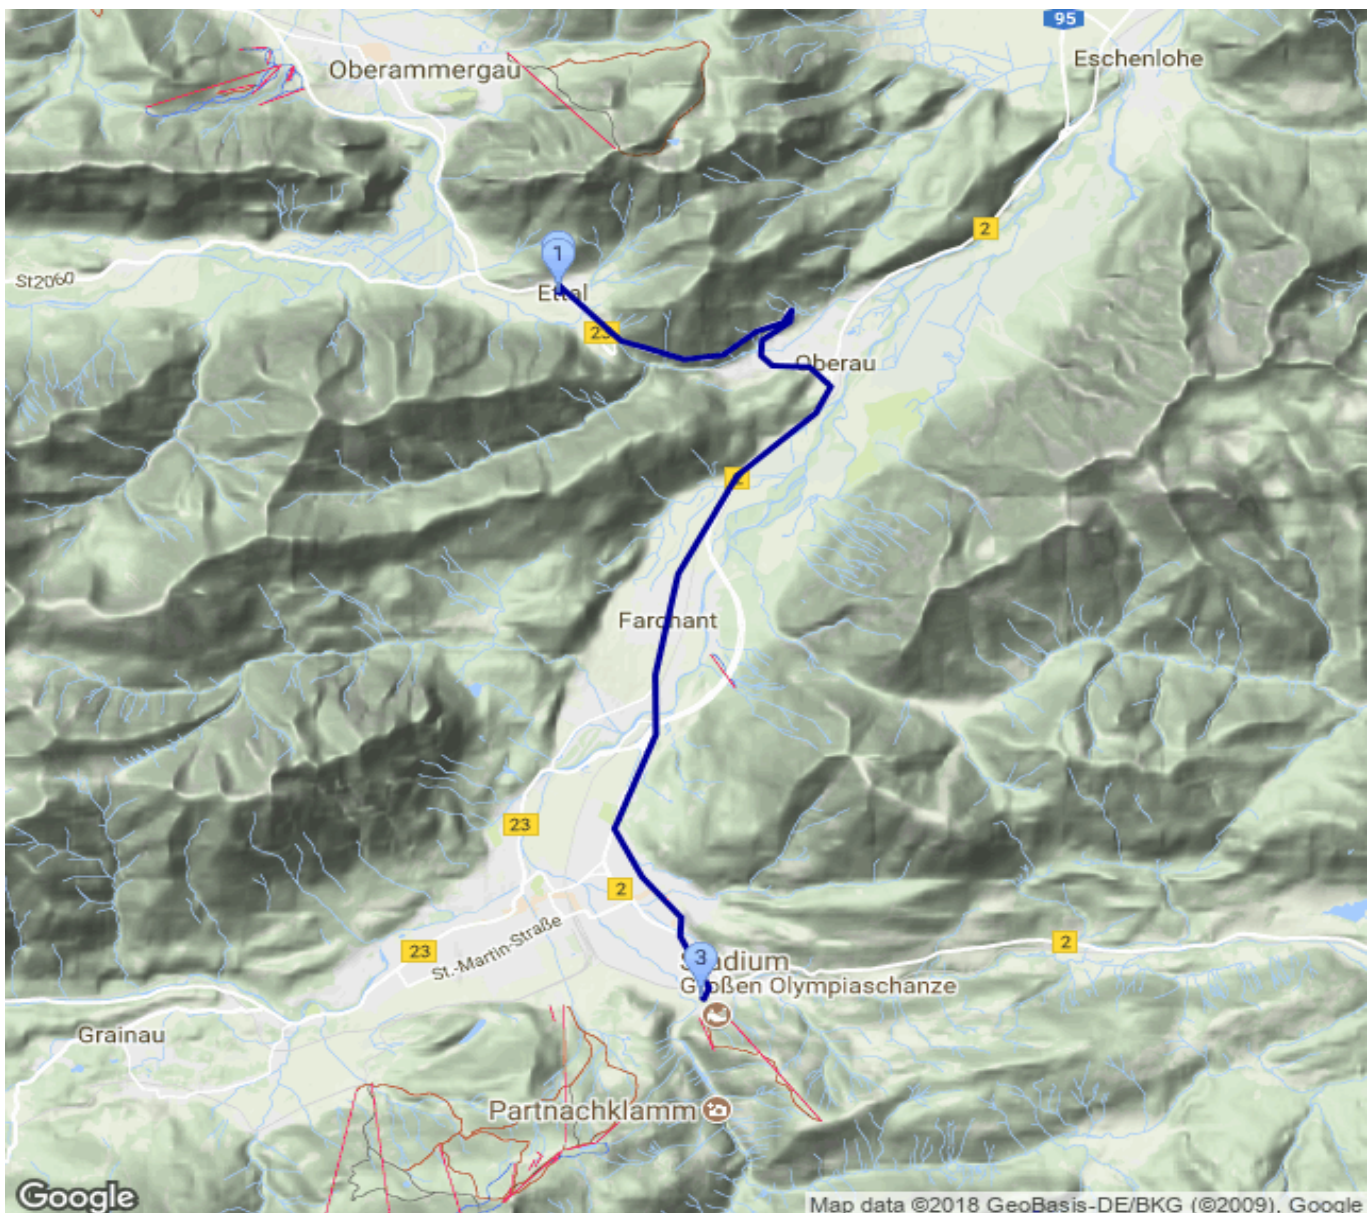 95
Eschenlohe
Oberammergau
2
1
St2060
Ettal
23
Oberau
2
Farchant
23
2
St.-Martin-Straße
23
2
3
Stadium
Großen Olympiaschanze
Grainau
Partnachklamm
Google
Map data ©2018 GeoBasis-DE/BKG (©2009), Google